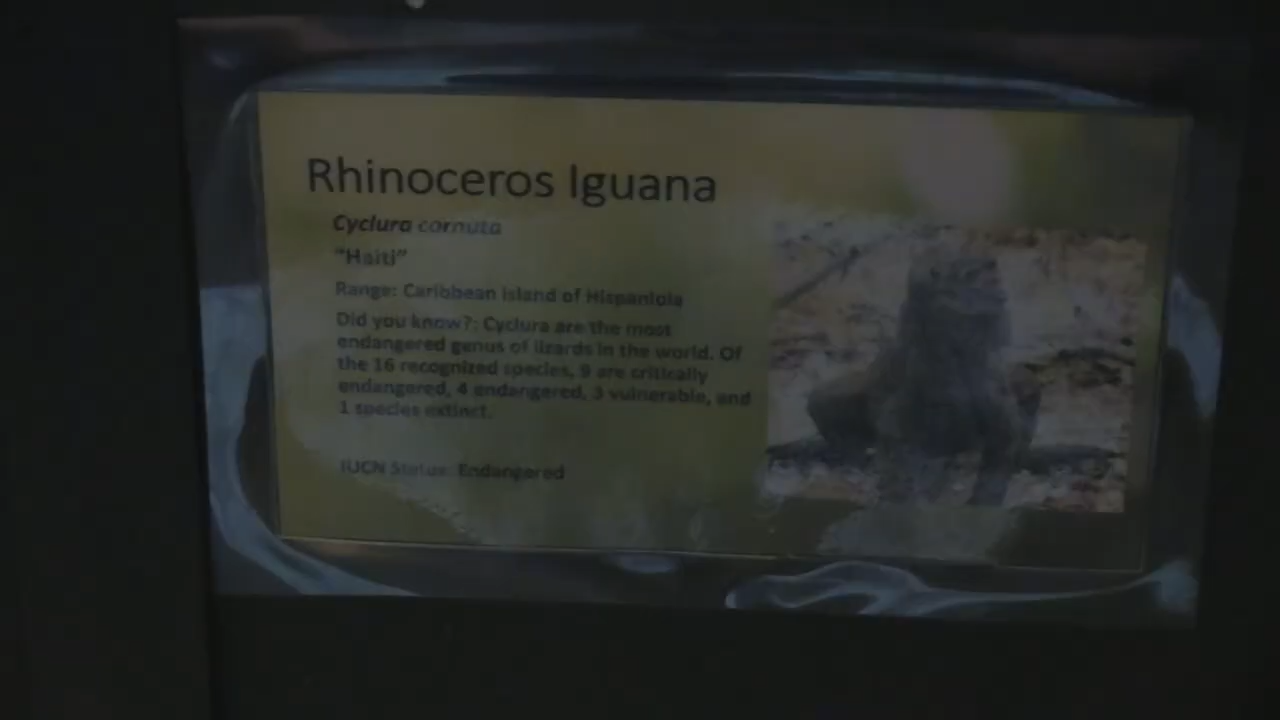 Rhinoceros Iguana
Cyclura cornuta
"Haiti"
Range: Caribbean island of Hispaniola
Did you know?: Cyclura are the most
endangered genus of lizards in the world. Of
the 16 recognized species, 9 are critically
endangered, 4 endangered, 3 vulnerable, and
1 species extinct.
IUCN Status: Endangered